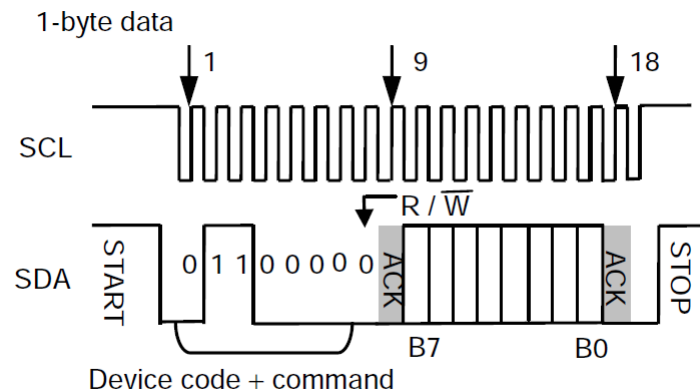 1-byte data
1 9 18
SCL
R / W
START 0 1 1 0 0 0 0 0 ACK ACK STOP
SDA
B7 B0
Device code + command